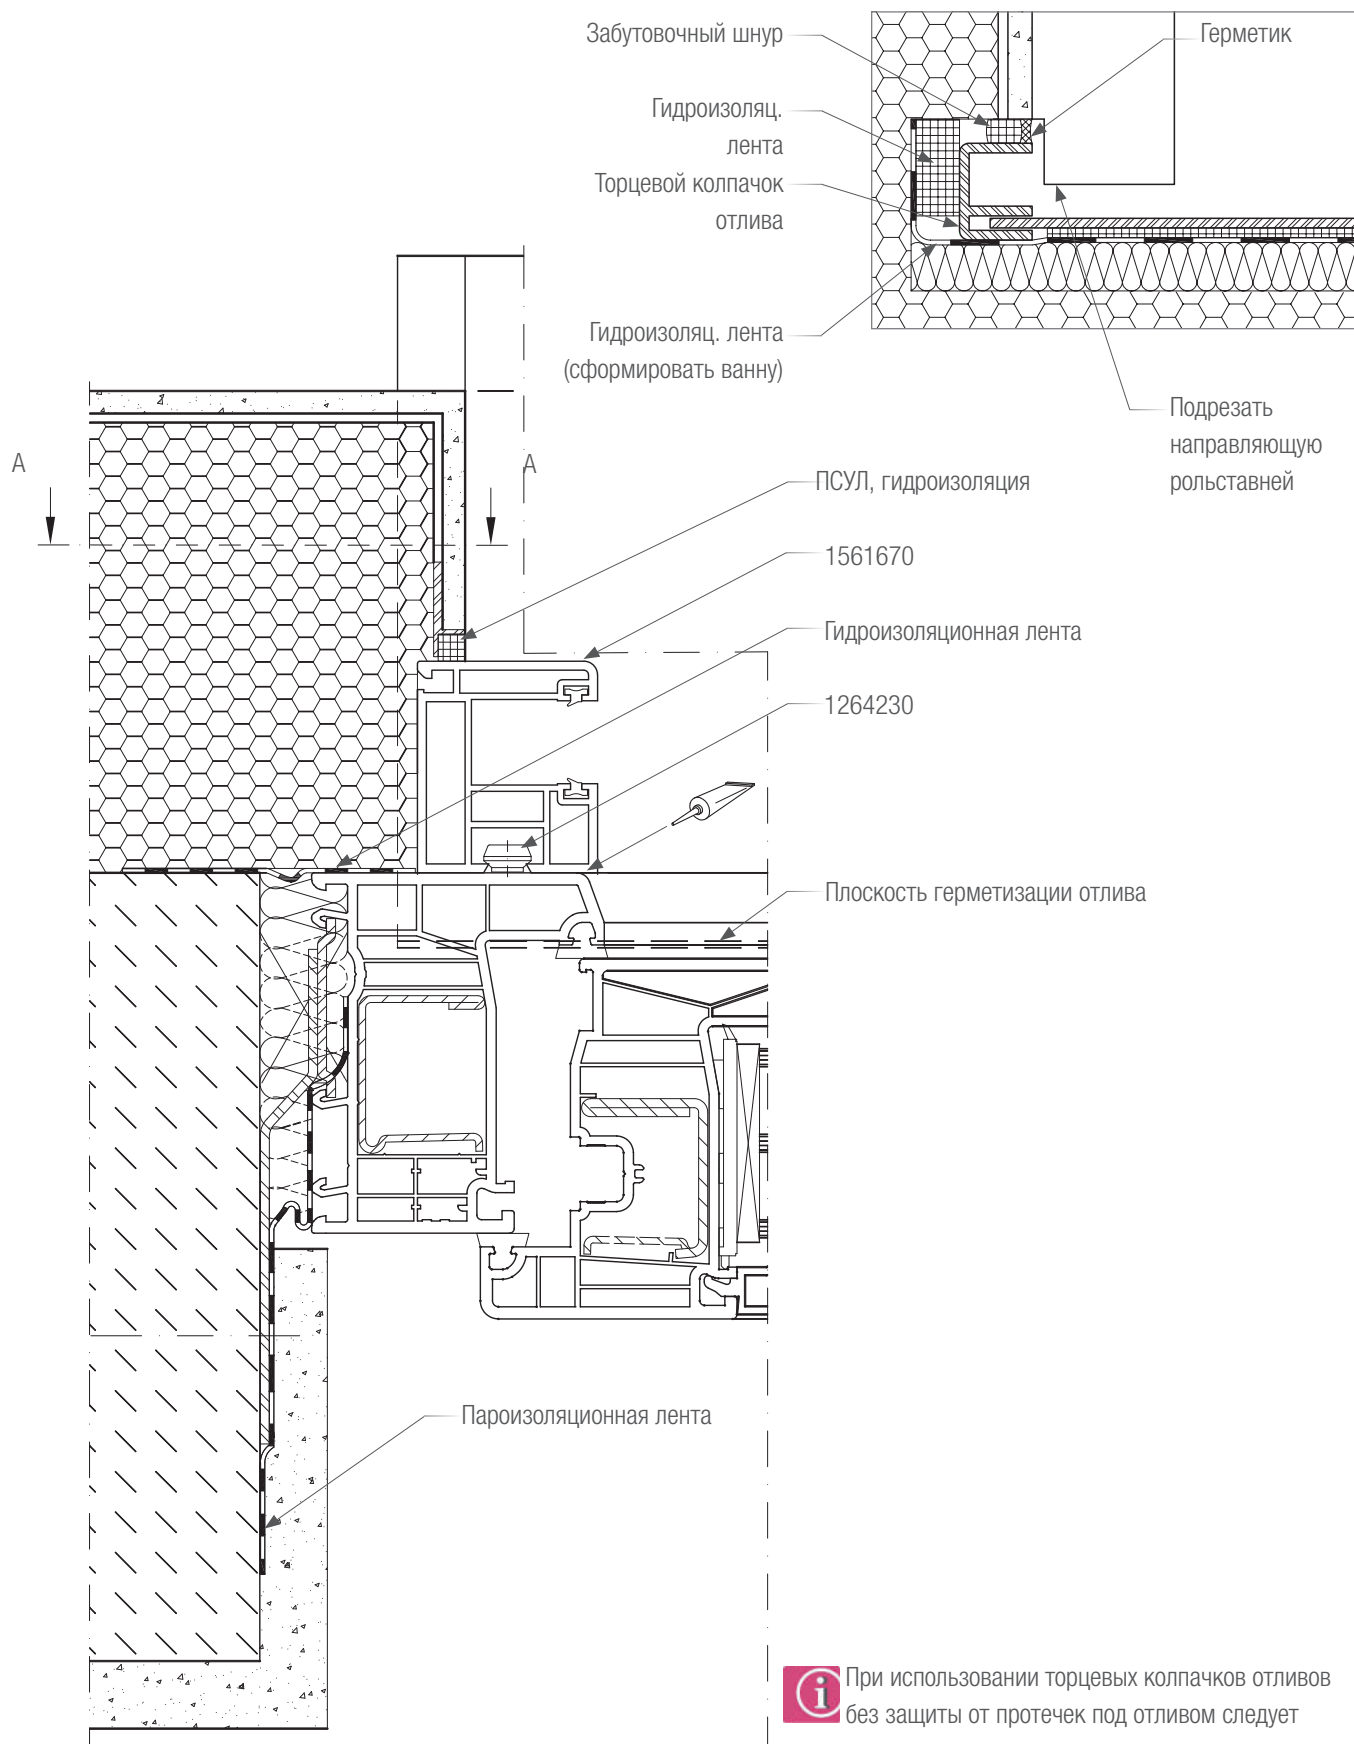 Забутовочный шнур
Герметик
Гидроизоляц.
лента
Торцевой колпачок
отлива
Гидроизоляц. лента
(сформировать ванну)
Подрезать
направляющую
рольставней
A
A
ПСУЛ, гидроизоляция
1561670
Гидроизоляционная лента
1264230
Плоскость герметизации отлива
Пароизоляционная лента
При использовании торцевых колпачков отливов
без защиты от протечек под отливом следует